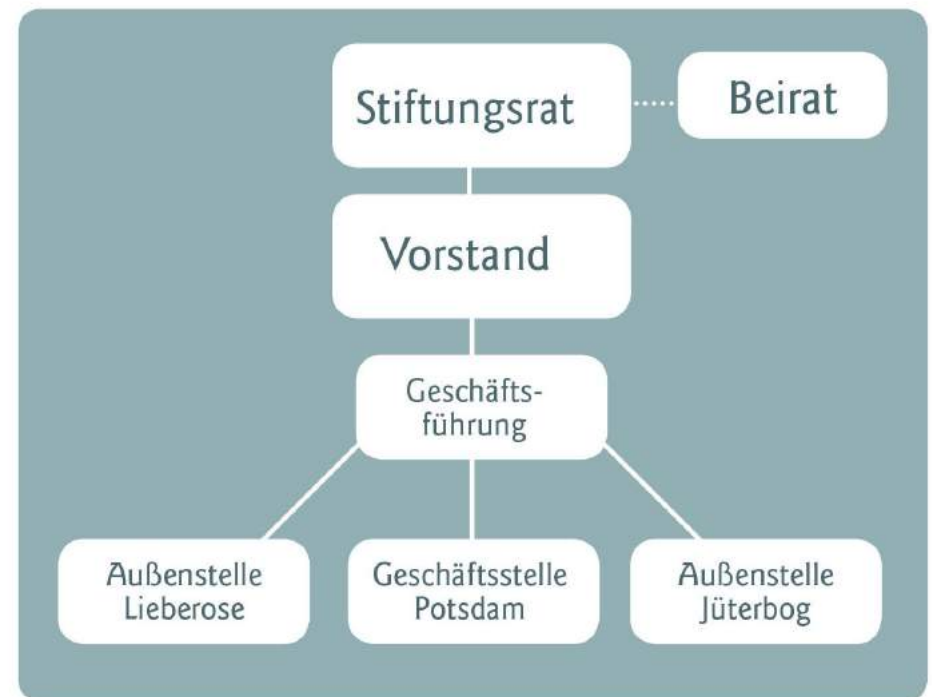 Stiftungsrat
Beirat
Vorstand
Geschäfts-
führung
Außenstelle
Lieberose
Geschäftsstelle
Potsdam
Außenstelle
Jüterbog